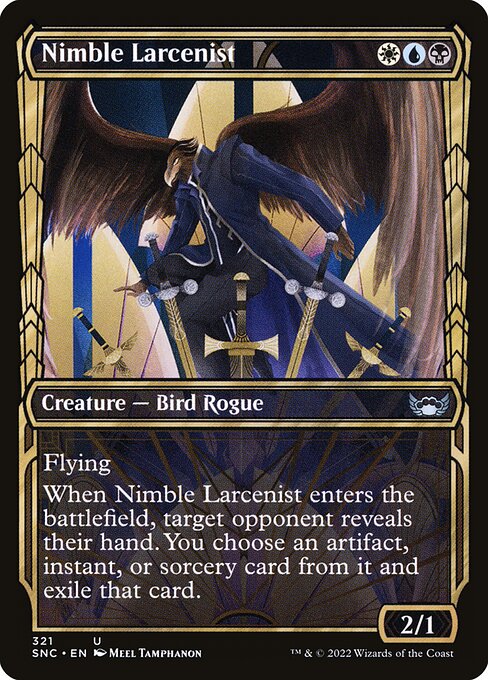 Nimble Larcenist
Creature — Bird Rogue
Flying
When Nimble Larcenist enters the
battlefield, target opponent reveals
their hand. You choose an artifact,
instant, or sorcery card from it and
exile that card.
2/1
321 U
SNC • EN Meel Tamphanon
™ & © 2022 Wizards of the Coast